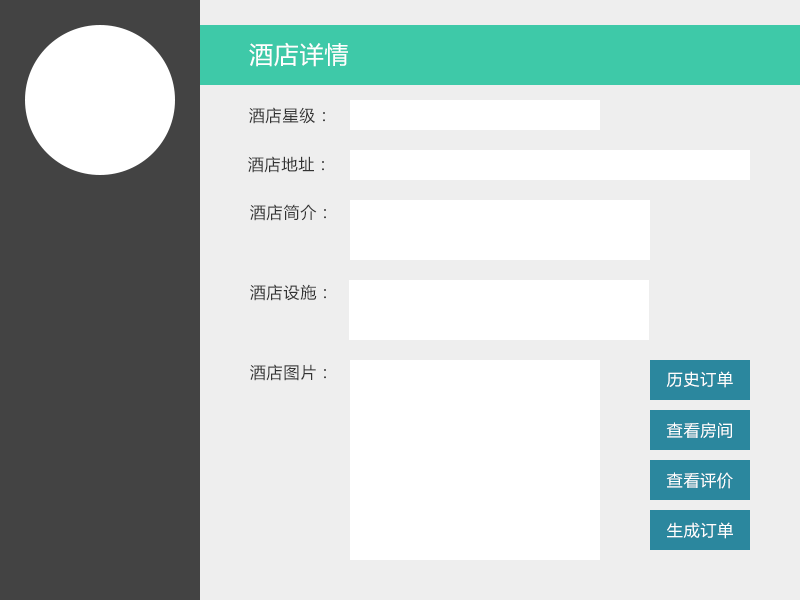 酒店详情
酒店星级：
酒店地址：
酒店简介：
酒店设施：
酒店图片：
历史订单
查看房间
查看评价
生成订单